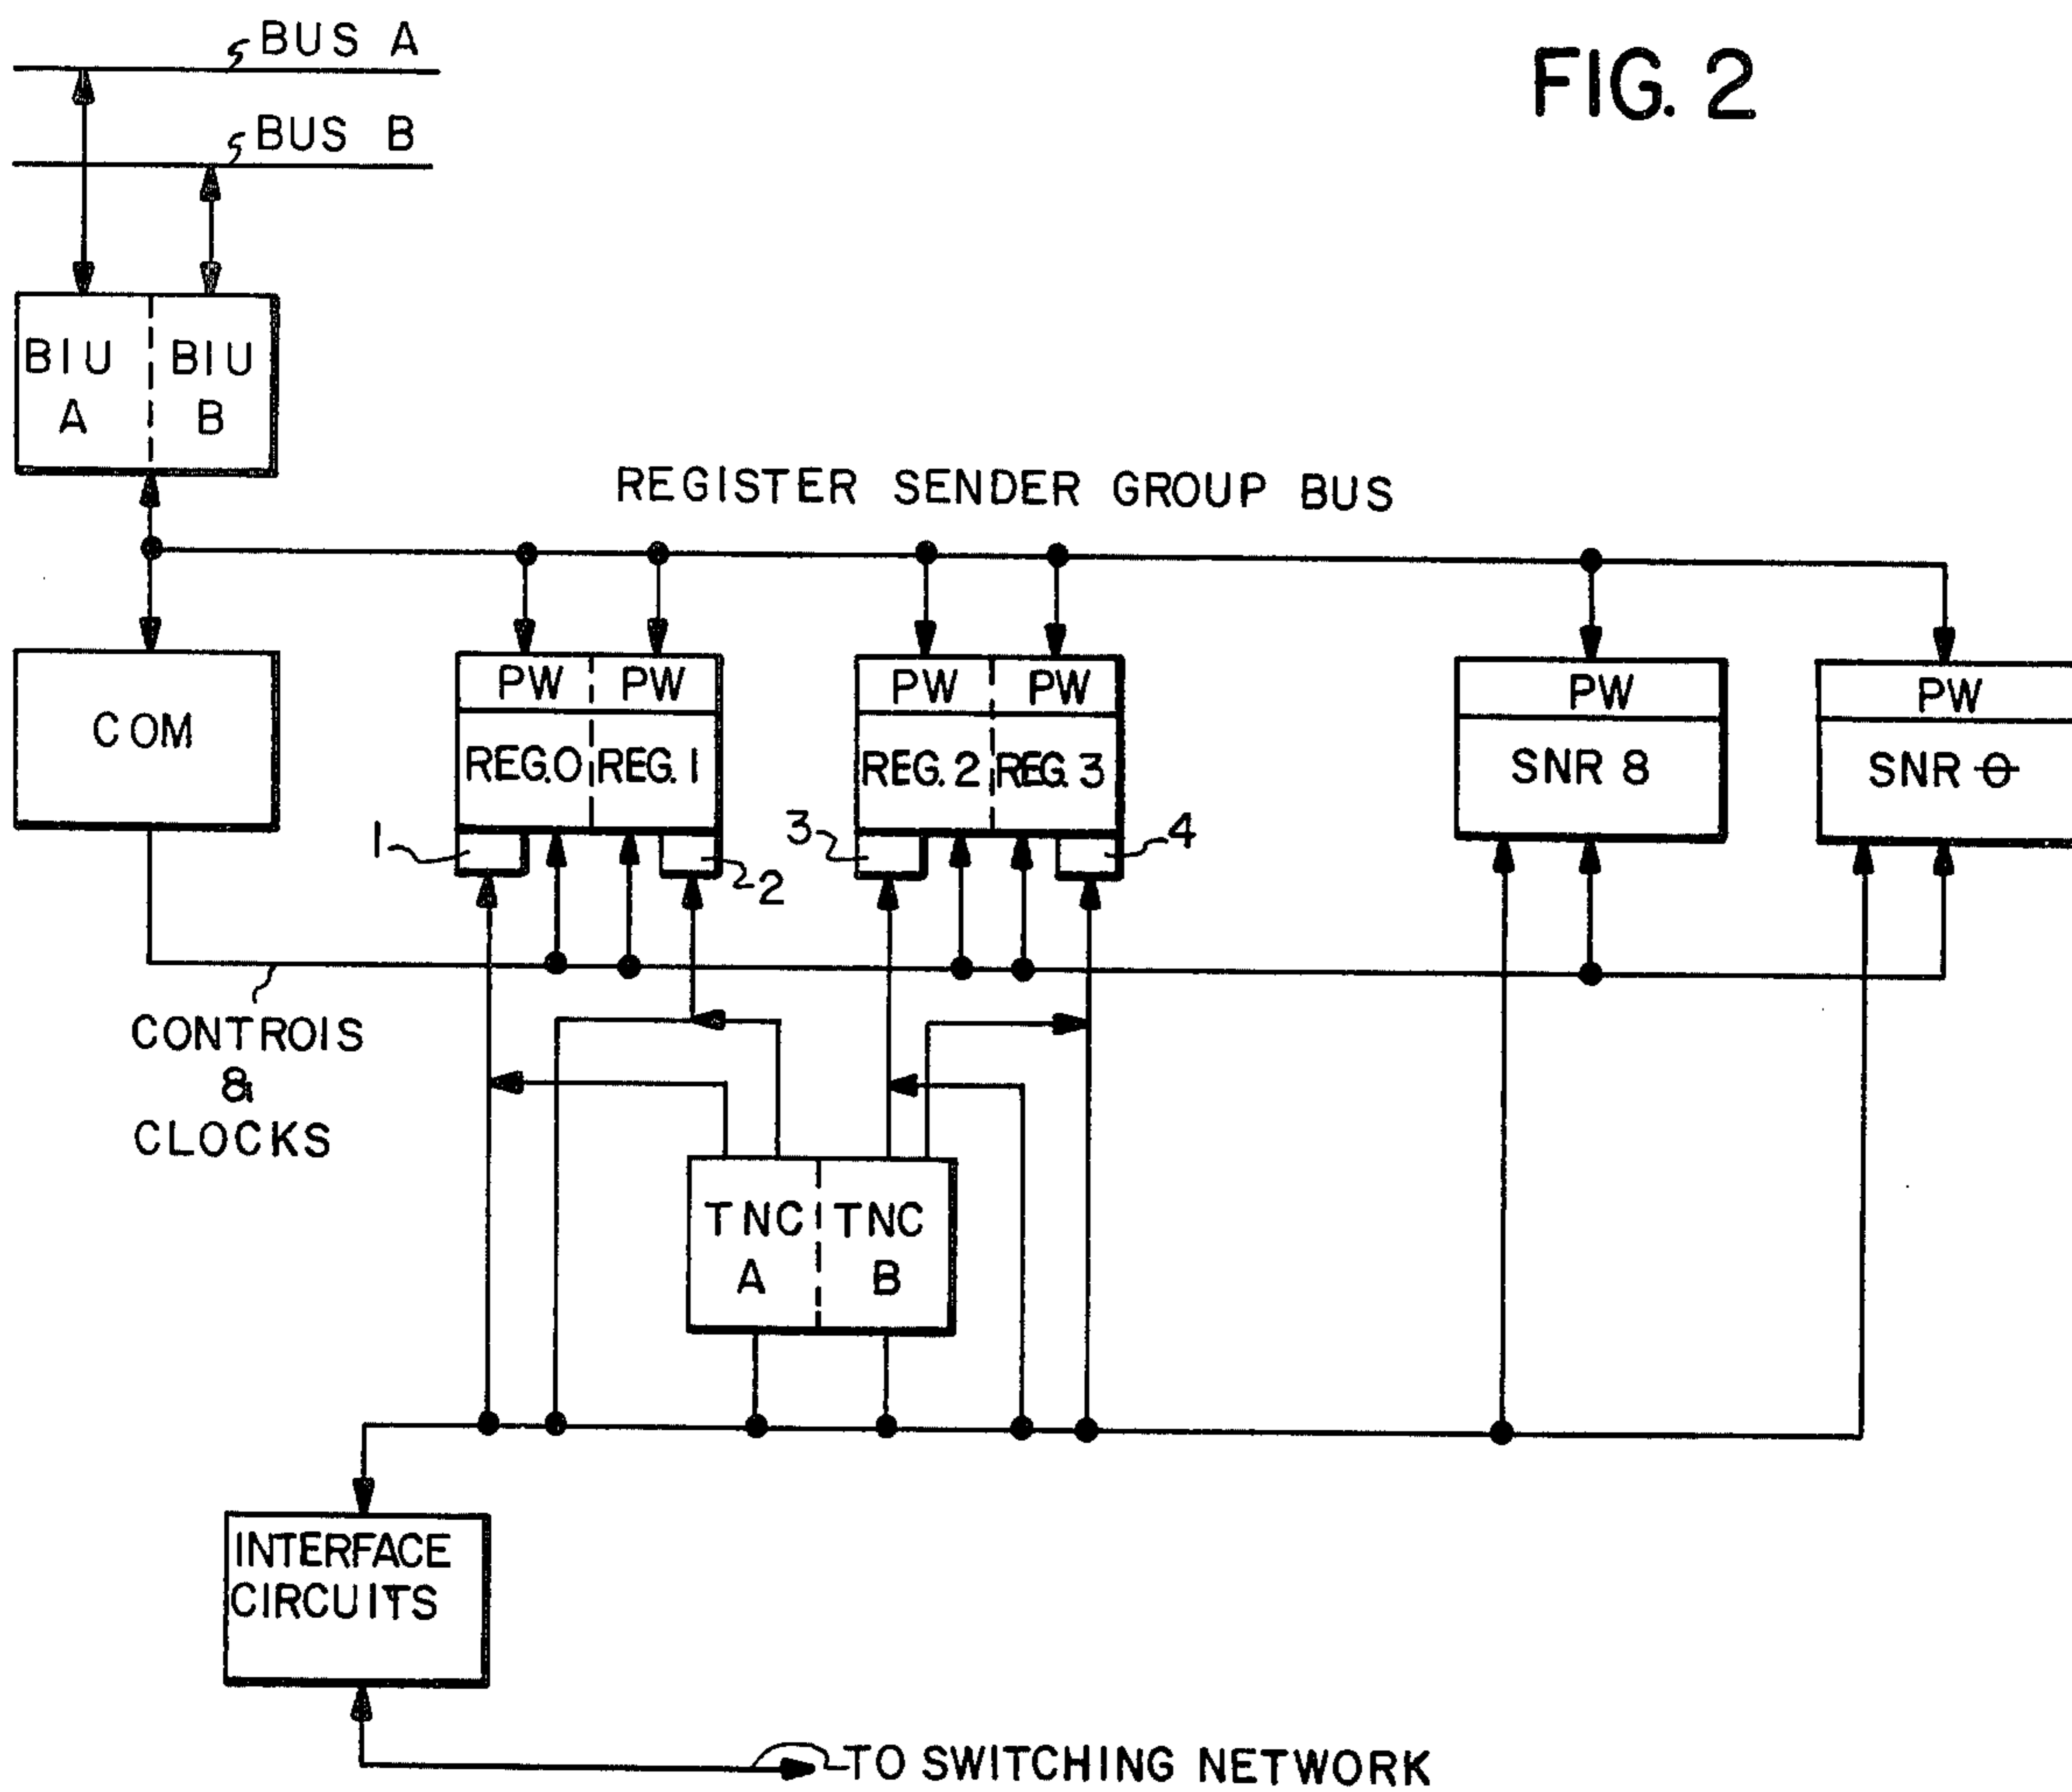 BUS A
FIG. 2
BUS B
BIU A
BIU B
REGISTER SENDER GROUP BUS
COM
PW
PW
REG.0
REG.1
1
2
PW
PW
REG.2
REG.3
3
4
PW
SNR 8
PW
SNR 0
CONTROIS
&
CLOCKS
TNC A
TNC B
INTERFACE
CIRCUITS
TO SWITCHING NETWORK